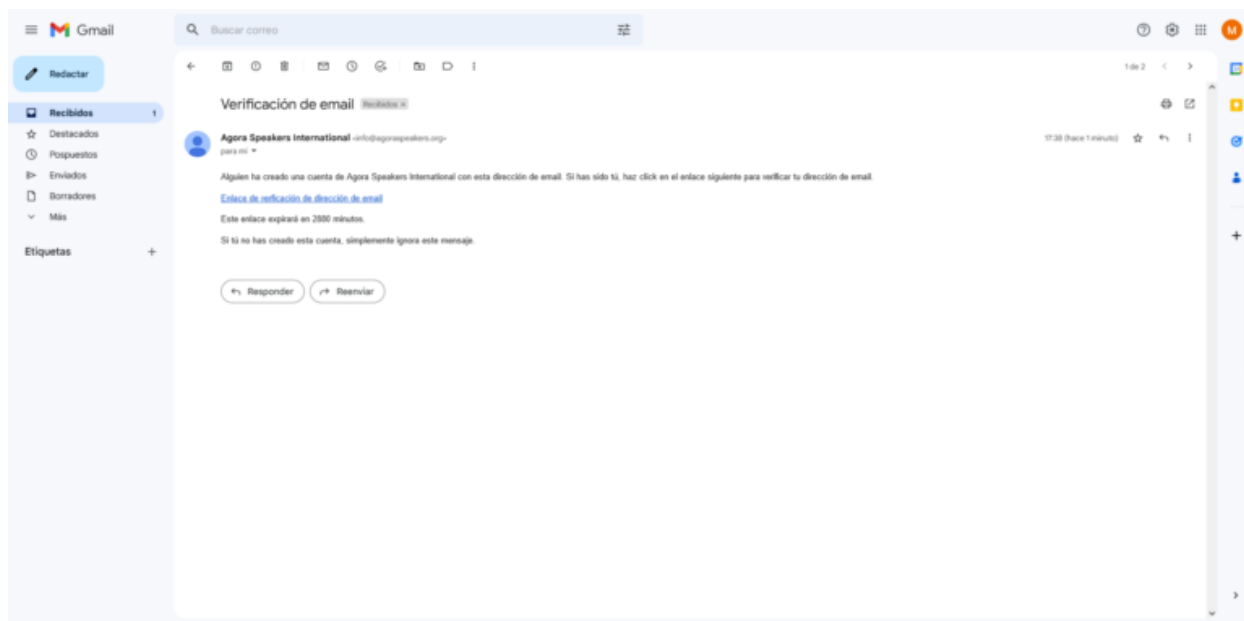 Gmail
Buscar correo
M
Redactar
1 de 2
Recibidos 1
Destacados
Pospuestos
Enviados
Borradores
Más
Etiquetas
Verificación de email Recibidos ×
Agora Speakers International <info@agoraspeakers.org>
17:38 (hace 1 minuto)
para mí
Alguien ha creado una cuenta de Agora Speakers International con esta dirección de email. Si has sido tú, haz click en el enlace siguiente para verificar tu dirección de email.
Enlace de verificación de dirección de email
Este enlace expirará en 2880 minutos.
Si tú no has creado esta cuenta, simplemente ignora este mensaje.
Responder
Reenviar